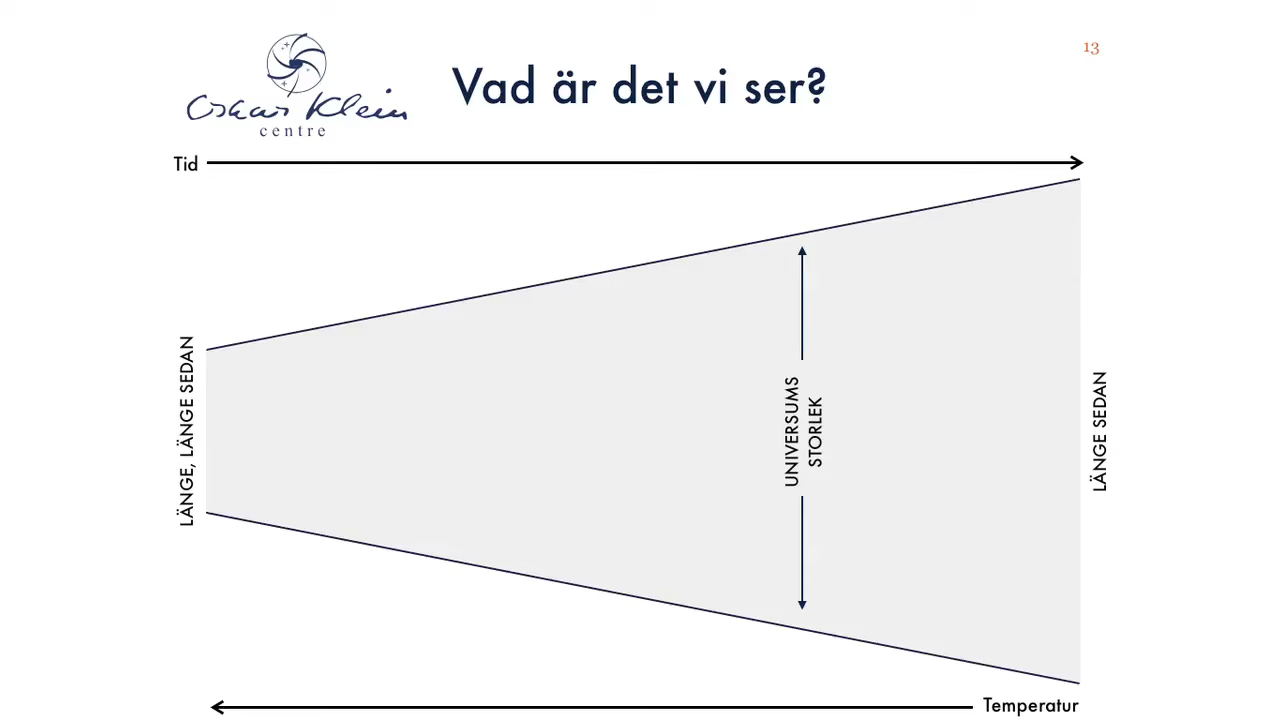 13
Oskar Klein
centre
Vad är det vi ser?
Tid
LÄNGE, LÄNGE SEDAN
UNIVERSUMS
STORLEK
LÄNGE SEDAN
Temperatur